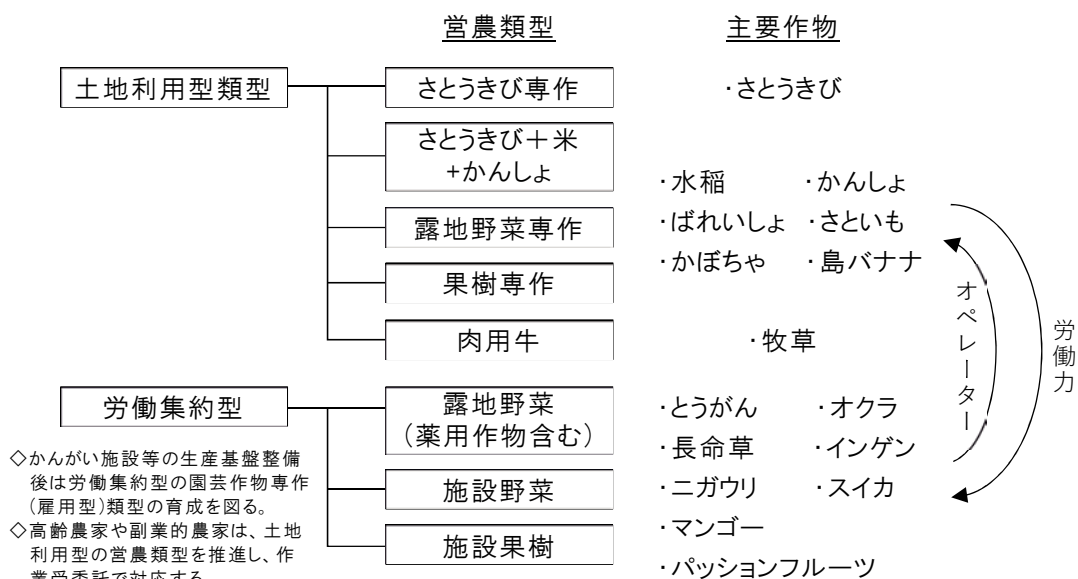 営農類型 主要作物
土地利用型類型 さとうきび専作 ・さとうきび
さとうきび＋米
+かんしょ
・水稲 ・かんしょ
露地野菜専作 ・ばれいしょ ・さといも
・かぼちゃ ・島バナナ
果樹専作
オペレーター
労働力
肉用牛 ・牧草
労働集約型 露地野菜
(薬用作物含む)
・とうがん ・オクラ
・長命草 ・インゲン
施設野菜 ・ニガウリ ・スイカ
・マンゴー
施設果樹
・パッションフルーツ
◇かんがい施設等の生産基盤整備
後は労働集約型の園芸作物専作
(雇用型)類型の育成を図る。
◇高齢農家や副業的農家は、土地
利用型の営農類型を推進し、作
業受委託で対応する